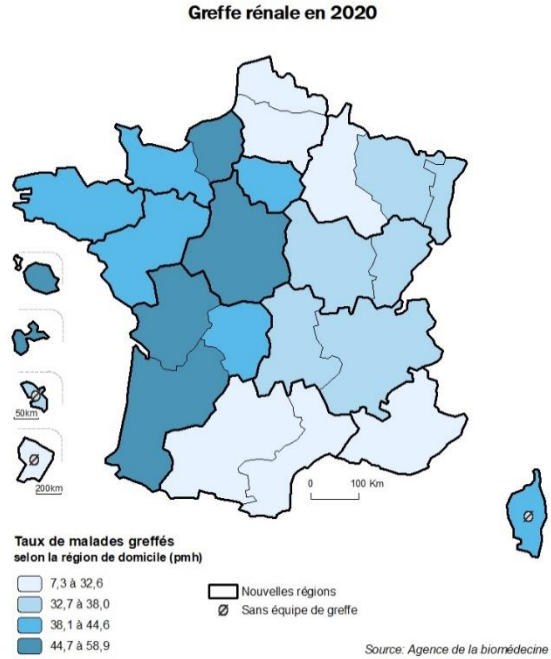 Greffe rénale en 2020
50km
200km
0 100 Km
Taux de malades greffés
selon la région de domicile (pmh)
7,3 à 32,6
32,7 à 38,0
38,1 à 44,6
44,7 à 58,9
Nouvelles régions
Sans équipe de greffe
Source: Agence de la biomédecine